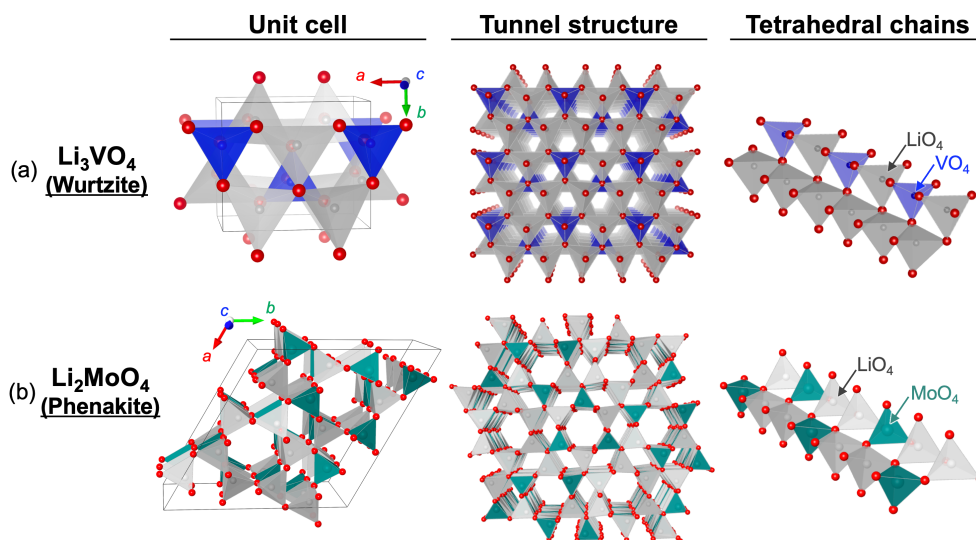 Unit cell
Tunnel structure
Tetrahedral chains
a
c
b
(a) Li₃VO₄
(Wurtzite)
LiO₄
VO₄
c
b
a
(b) Li₂MoO₄
(Phenakite)
LiO₄
MoO₄